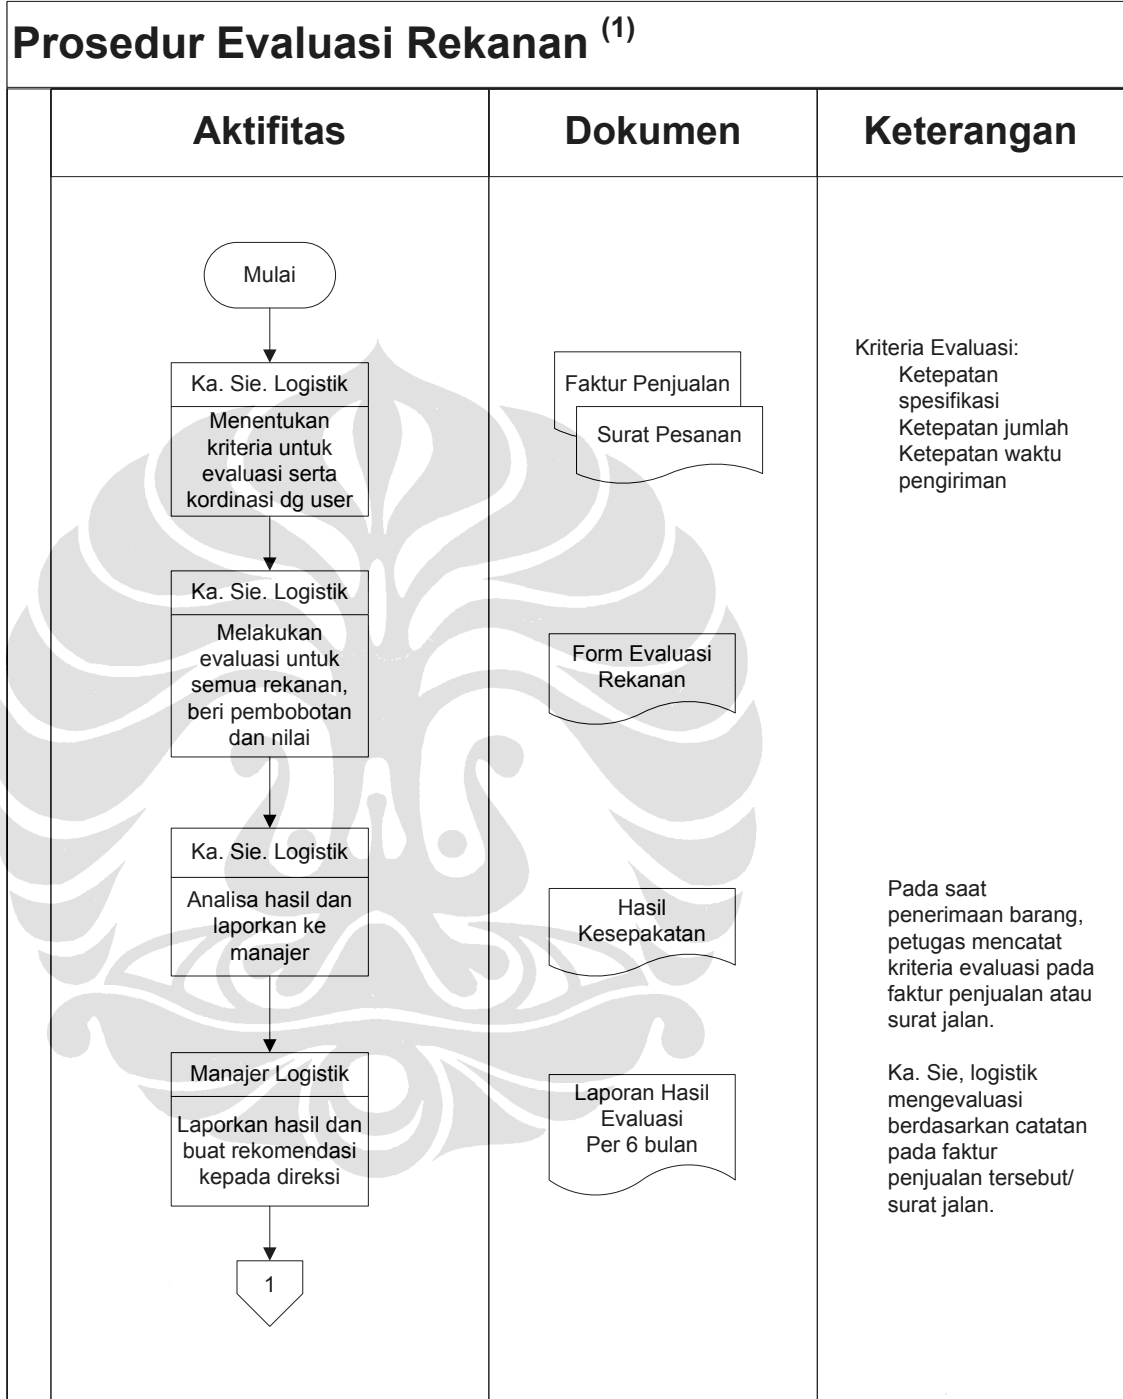 Prosedur Evaluasi Rekanan (1)
Aktifitas
Dokumen
Keterangan
Mulai
Ka. Sie. Logistik
Menentukan
kriteria untuk
evaluasi serta
kordinasi dg user
Faktur Penjualan
Surat Pesanan
Kriteria Evaluasi:
Ketepatan
spesifikasi
Ketepatan jumlah
Ketepatan waktu
pengiriman
Ka. Sie. Logistik
Melakukan
evaluasi untuk
semua rekanan,
beri pembobotan
dan nilai
Form Evaluasi
Rekanan
Ka. Sie. Logistik
Analisa hasil dan
laporkan ke
manajer
Hasil
Kesepakatan
Pada saat
penerimaan barang,
petugas mencatat
kriteria evaluasi pada
faktur penjualan atau
surat jalan.
Manajer Logistik
Laporkan hasil dan
buat rekomendasi
kepada direksi
Laporan Hasil
Evaluasi
Per 6 bulan
Ka. Sie, logistik
mengevaluasi
berdasarkan catatan
pada faktur
penjualan tersebut/
surat jalan.
1